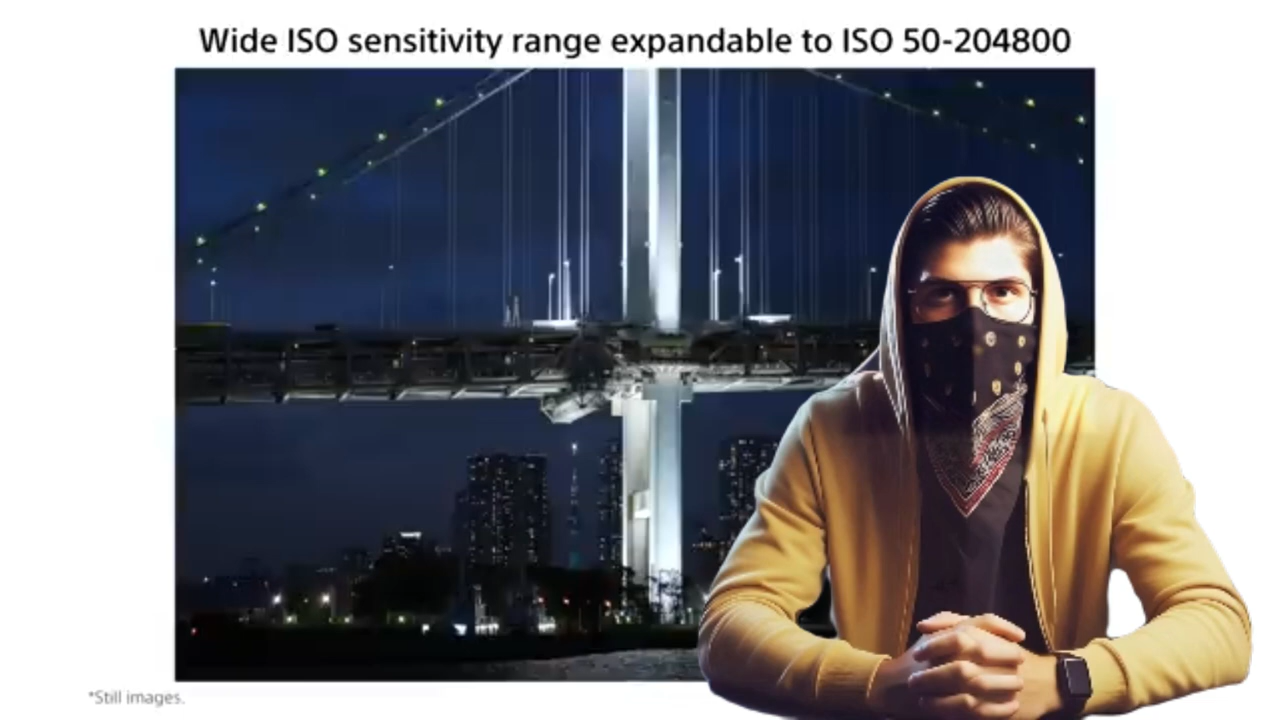 Wide ISO sensitivity range expandable to ISO 50-204800
*Still images.